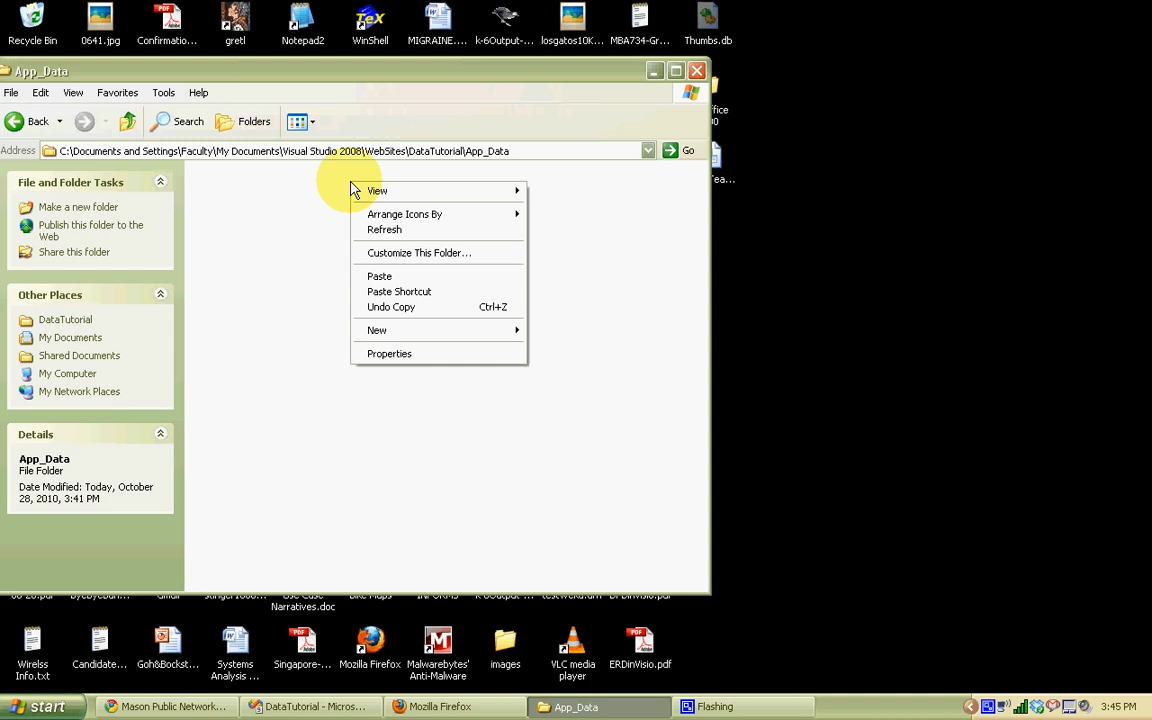 Recycle Bin
0641.jpg
Confirmatio...
gretl
Notepad2
WinShell
MIGRAINE....
k-6Output-...
losgatos10K...
MBA734-Gr...
Thumbs.db
App_Data
File Edit View Favorites Tools Help
Back
Search
Folders
Address C:\Documents and Settings\Faculty\My Documents\Visual Studio 2008\WebSites\DataTutorial\App_Data
Go
File and Folder Tasks
Make a new folder
Publish this folder to the
Web
Share this folder
Other Places
DataTutorial
My Documents
Shared Documents
My Computer
My Network Places
Details
App_Data
File Folder
Date Modified: Today, October
28, 2010, 3:41 PM
View
Arrange Icons By
Refresh
Customize This Folder...
Paste
Paste Shortcut
Undo Copy Ctrl+Z
New
Properties
Narratives.doc
Wirelss
Info.txt
Candidate...
Goh&Bockst...
Systems
Analysis ...
Singapore-...
Mozilla Firefox
Malwarebytes'
Anti-Malware
images
VLC media
player
ERDinVisio.pdf
start
Mason Public Network...
DataTutorial - Micros...
Mozilla Firefox
App_Data
Flashing
3:45 PM